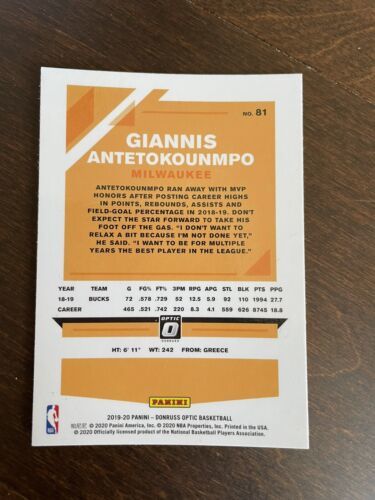 NO. 81
GIANNIS
ANTETOKOUNMPO
MILWAUKEE
ANTETOKOUNMPO RAN AWAY WITH MVP
HONORS AFTER POSTING CAREER HIGHS
IN POINTS, REBOUNDS, ASSISTS AND
FIELD-GOAL PERCENTAGE IN 2018-19. DON'T
EXPECT THE STAR FORWARD TO TAKE HIS
FOOT OFF THE GAS. "I DON'T WANT TO
RELAX A BIT BECAUSE I'M NOT DONE YET,"
HE SAID. "I WANT TO BE FOR MULTIPLE
YEARS THE BEST PLAYER IN THE LEAGUE."
YEAR TEAM G FG% FT% 3PM RPG APG STL BLK PTS PPG
18-19 BUCKS 72 .578 .729 52 12.5 5.9 92 110 1994 27.7
CAREER 465 .521 .742 220 8.3 4.1 559 626 8745 18.8
OPTIC
DONRUSS
HT: 6' 11" WT: 242 FROM: GREECE
PANINI
2019-20 PANINI – DONRUSS OPTIC BASKETBALL
© 2020 Panini America, Inc. © 2020 NBA Properties, Inc. Printed in the USA.
© 2020 Officially licensed product of the National Basketball Players Association.
NBA